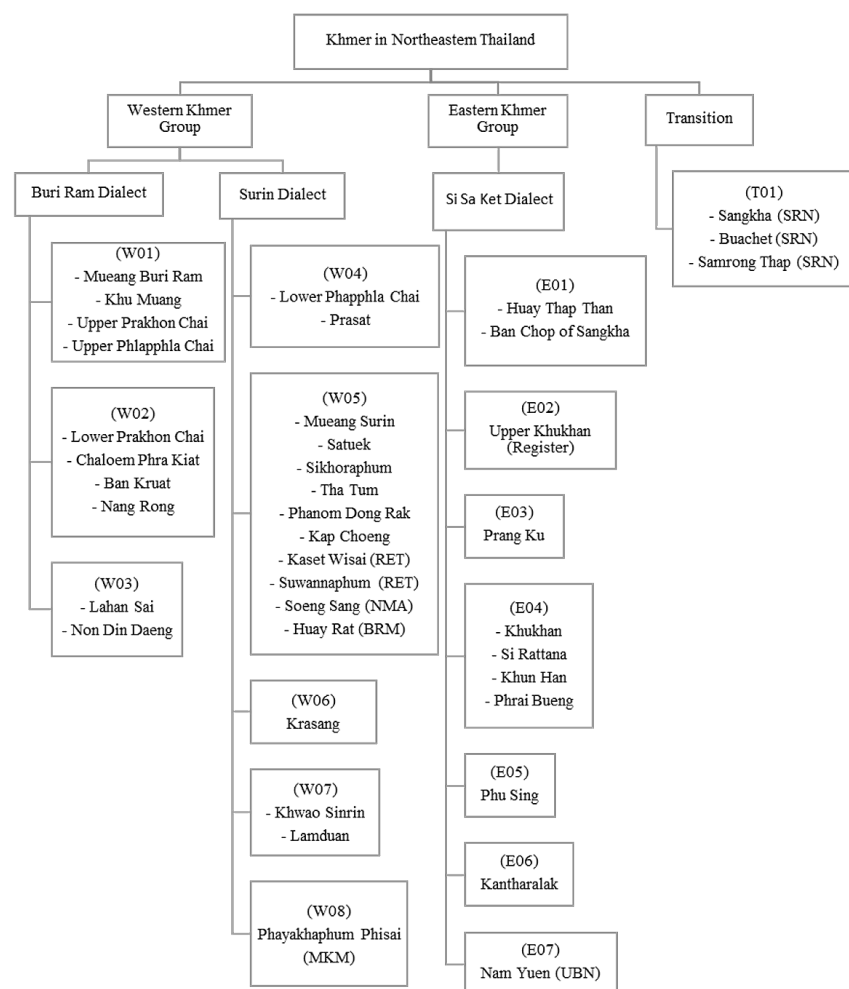 Khmer in Northeastern Thailand
Western Khmer
Group
Eastern Khmer
Group
Transition
Buri Ram Dialect
Surin Dialect
Si Sa Ket Dialect
(W01)
- Mueang Buri Ram
- Khu Muang
- Upper Prakhon Chai
- Upper Phlapphla Chai
(W02)
- Lower Prakhon Chai
- Chaloem Phra Kiat
- Ban Kruat
- Nang Rong
(W03)
- Lahan Sai
- Non Din Daeng
(W04)
- Lower Phapphla Chai
- Prasat
(W05)
- Mueang Surin
- Satuek
- Sikhoraphum
- Tha Tum
- Phanom Dong Rak
- Kap Choeng
- Kaset Wisai (RET)
- Suwannaphum (RET)
- Soeng Sang (NMA)
- Huay Rat (BRM)
(W06)
Krasang
(W07)
- Khwao Sinrin
- Lamduan
(W08)
Phayakhaphum Phisai
(MKM)
(E01)
- Huay Thap Than
- Ban Chop of Sangkha
(E02)
Upper Khukhan
(Register)
(E03)
Prang Ku
(E04)
- Khukhan
- Si Rattana
- Khun Han
- Phrai Bueng
(E05)
Phu Sing
(E06)
Kantharalak
(E07)
Nam Yuen (UBN)
(T01)
- Sangkha (SRN)
- Buachet (SRN)
- Samrong Thap (SRN)